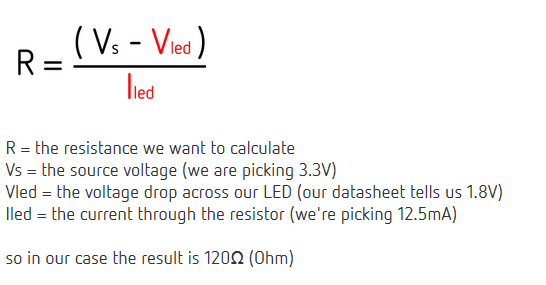 R = ( Vs - Vled )
Iled
R = the resistance we want to calculate
Vs = the source voltage (we are picking 3.3V)
Vled = the voltage drop across our LED (our datasheet tells us 1.8V)
Iled = the current through the resistor (we're picking 12.5mA)
so in our case the result is 120Ω (Ohm)